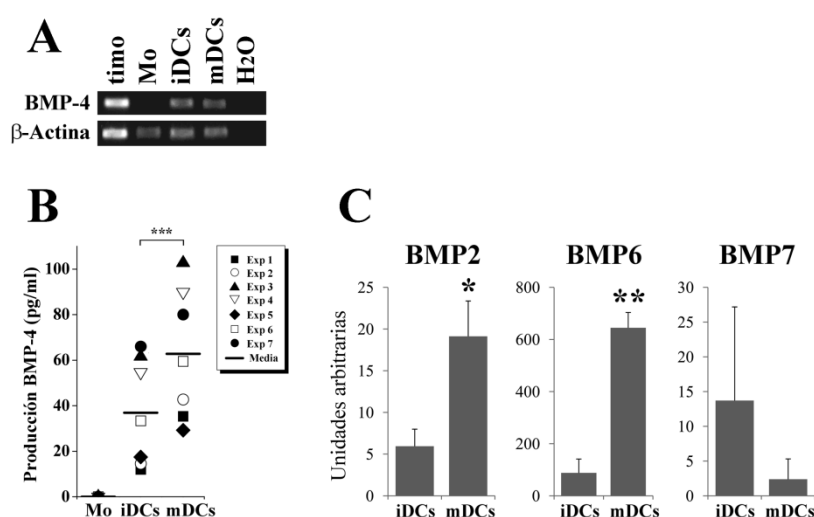 A
timo
Mo
iDCs
mDCs
H2O
BMP-4
β-Actina
B
***
Producción BMP-4 (pg/ml)
100
80
60
40
20
0
Mo iDCs mDCs
Exp 1
Exp 2
Exp 3
Exp 4
Exp 5
Exp 6
Exp 7
Media
C
Unidades arbitrarias
BMP2
*
25
20
15
10
5
0
iDCs mDCs
BMP6
**
800
600
400
200
0
iDCs mDCs
BMP7
30
25
20
15
10
5
0
iDCs mDCs